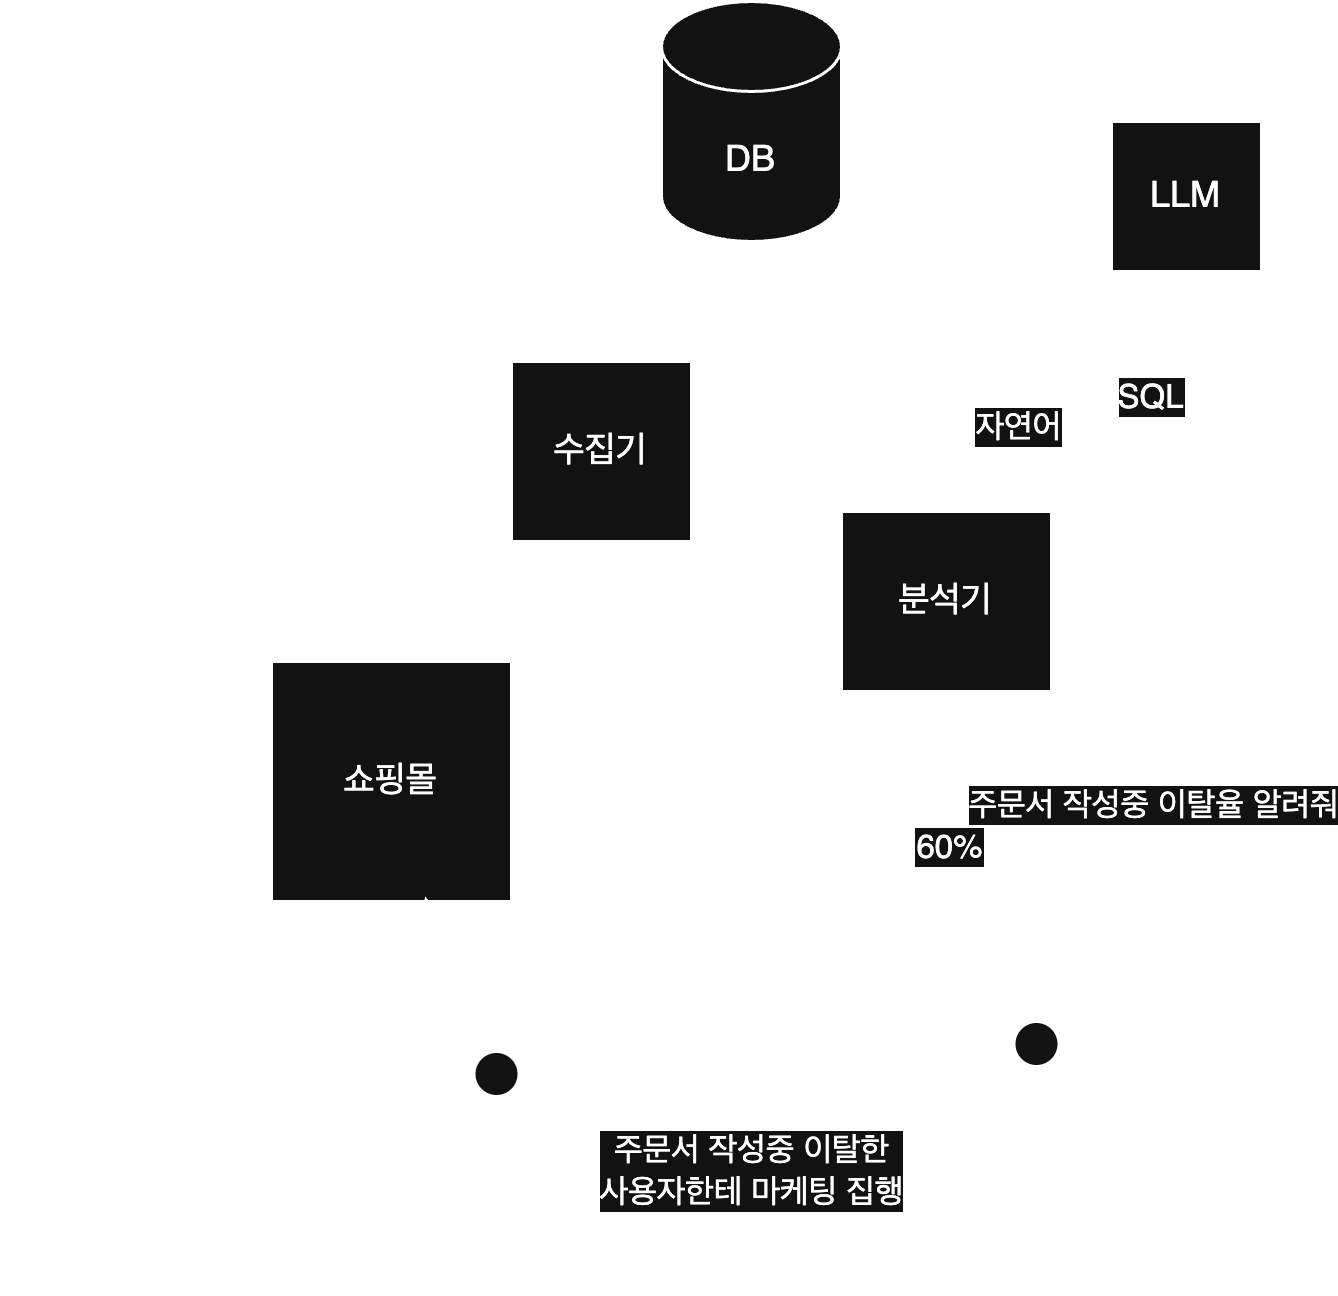 DB
LLM
SQL
자연어
수집기
분석기
쇼핑몰
주문서 작성중 이탈율 알려줘
60%
주문서 작성중 이탈한
사용자한테 마케팅 집행